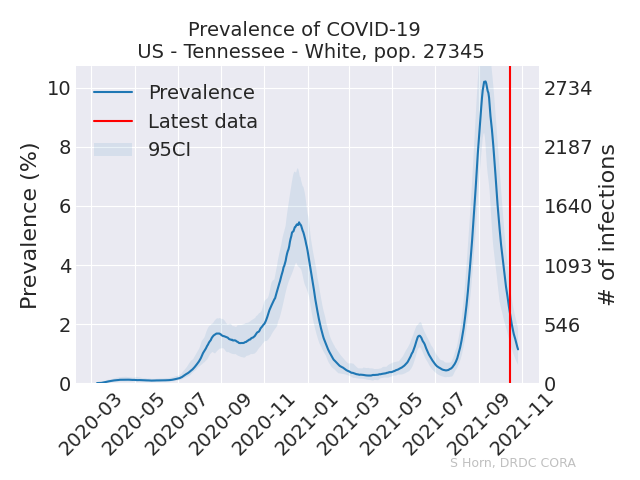 Prevalence of COVID-19
US - Tennessee - White, pop. 27345
Prevalence
Latest data
95CI
Prevalence (%)
10
8
6
4
2
0
2734
2187
1640
1093
546
0
# of infections
2020-03
2020-05
2020-07
2020-09
2020-11
2021-01
2021-03
2021-05
2021-07
2021-09
2021-11
S Horn, DRDC CORA